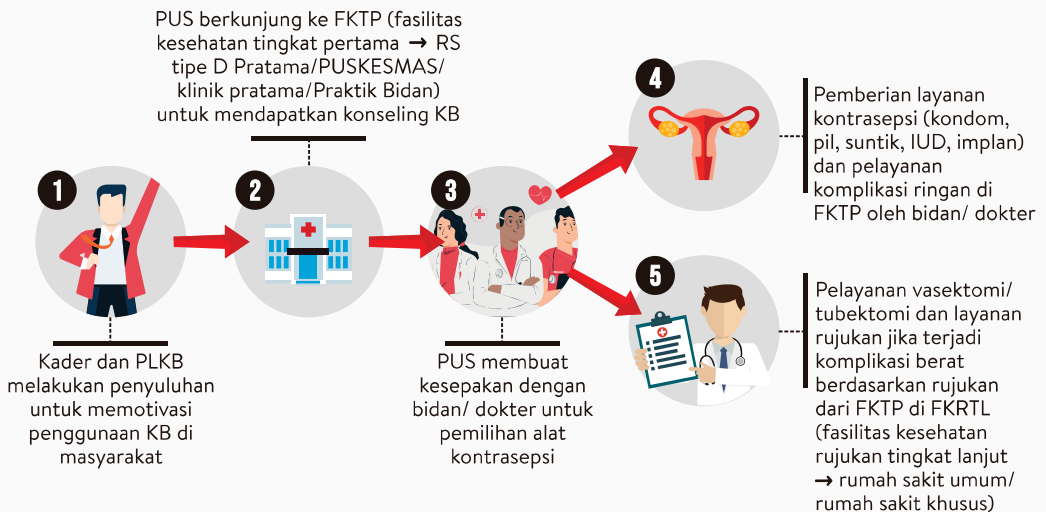 1
Kader dan PLKB
melakukan penyuluhan
untuk memotivasi
penggunaan KB di
masyarakat
PUS berkunjung ke FKTP (fasilitas
kesehatan tingkat pertama → RS
tipe D Pratama/PUSKESMAS/
klinik pratama/Praktik Bidan)
untuk mendapatkan konseling KB
2
3
PUS membuat
kesepakan dengan
bidan/ dokter untuk
pemilihan alat
kontrasepsi
4
Pemberian layanan
kontrasepsi (kondom,
pil, suntik, IUD, implan)
dan pelayanan
komplikasi ringan di
FKTP oleh bidan/ dokter
5
Pelayanan vasektomi/
tubektomi dan layanan
rujukan jika terjadi
komplikasi berat
berdasarkan rujukan
dari FKTP di FKRTL
(fasilitas kesehatan
rujukan tingkat lanjut
→ rumah sakit umum/
rumah sakit khusus)